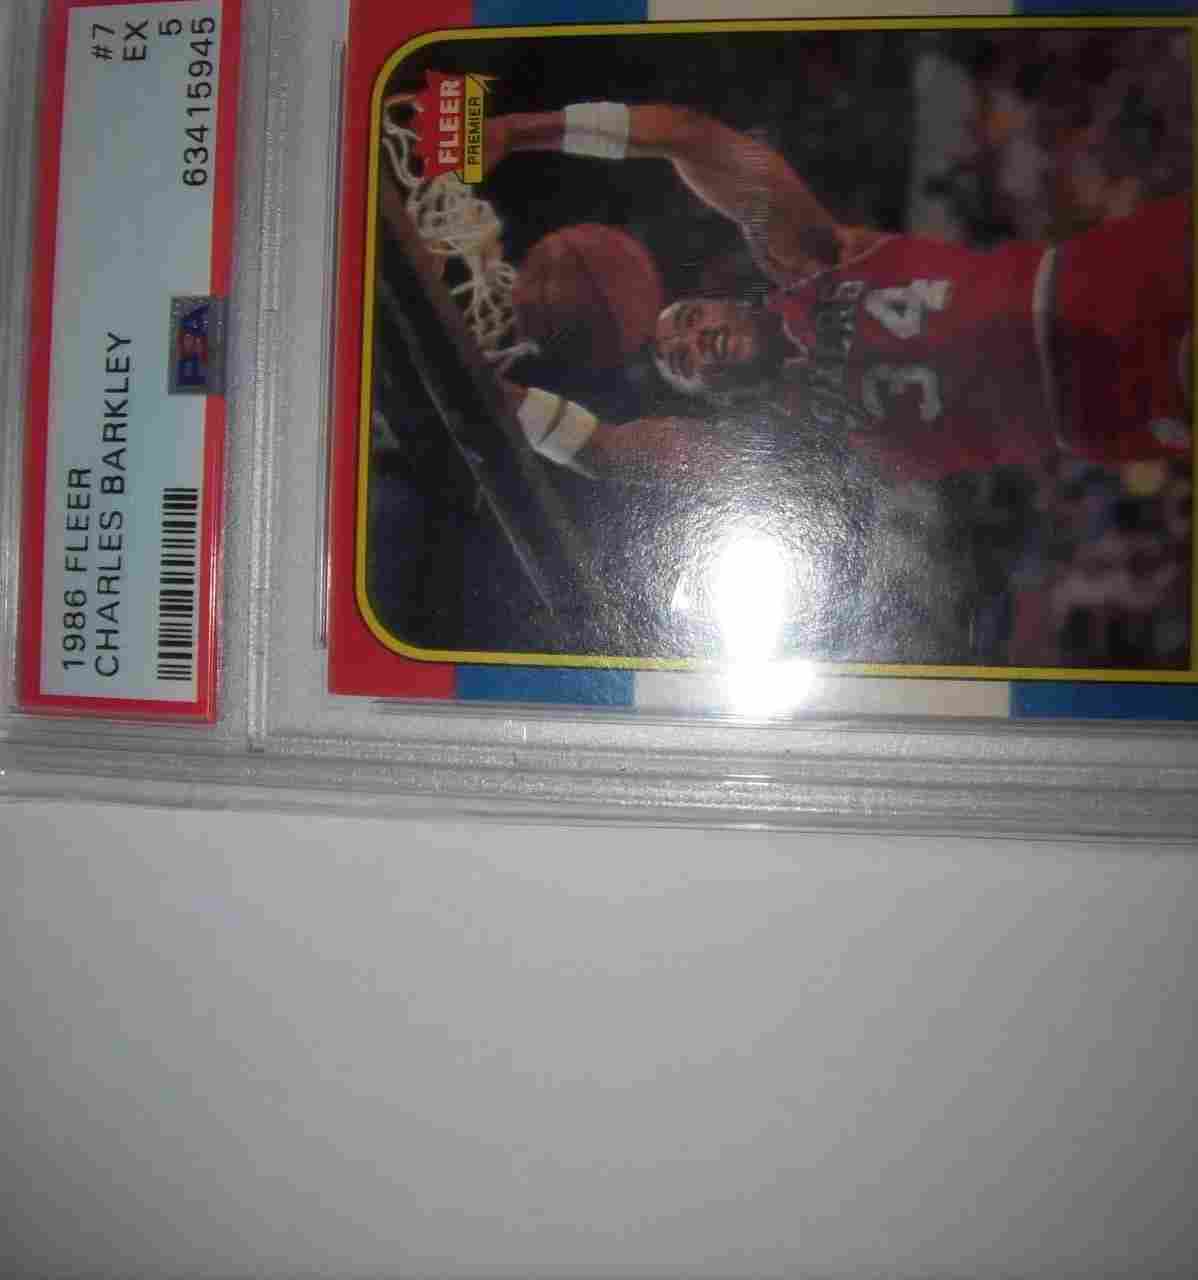 1986 FLEER #7
CHARLES BARKLEY EX
5
63415945
PSA
FLEER
PREMIER
34